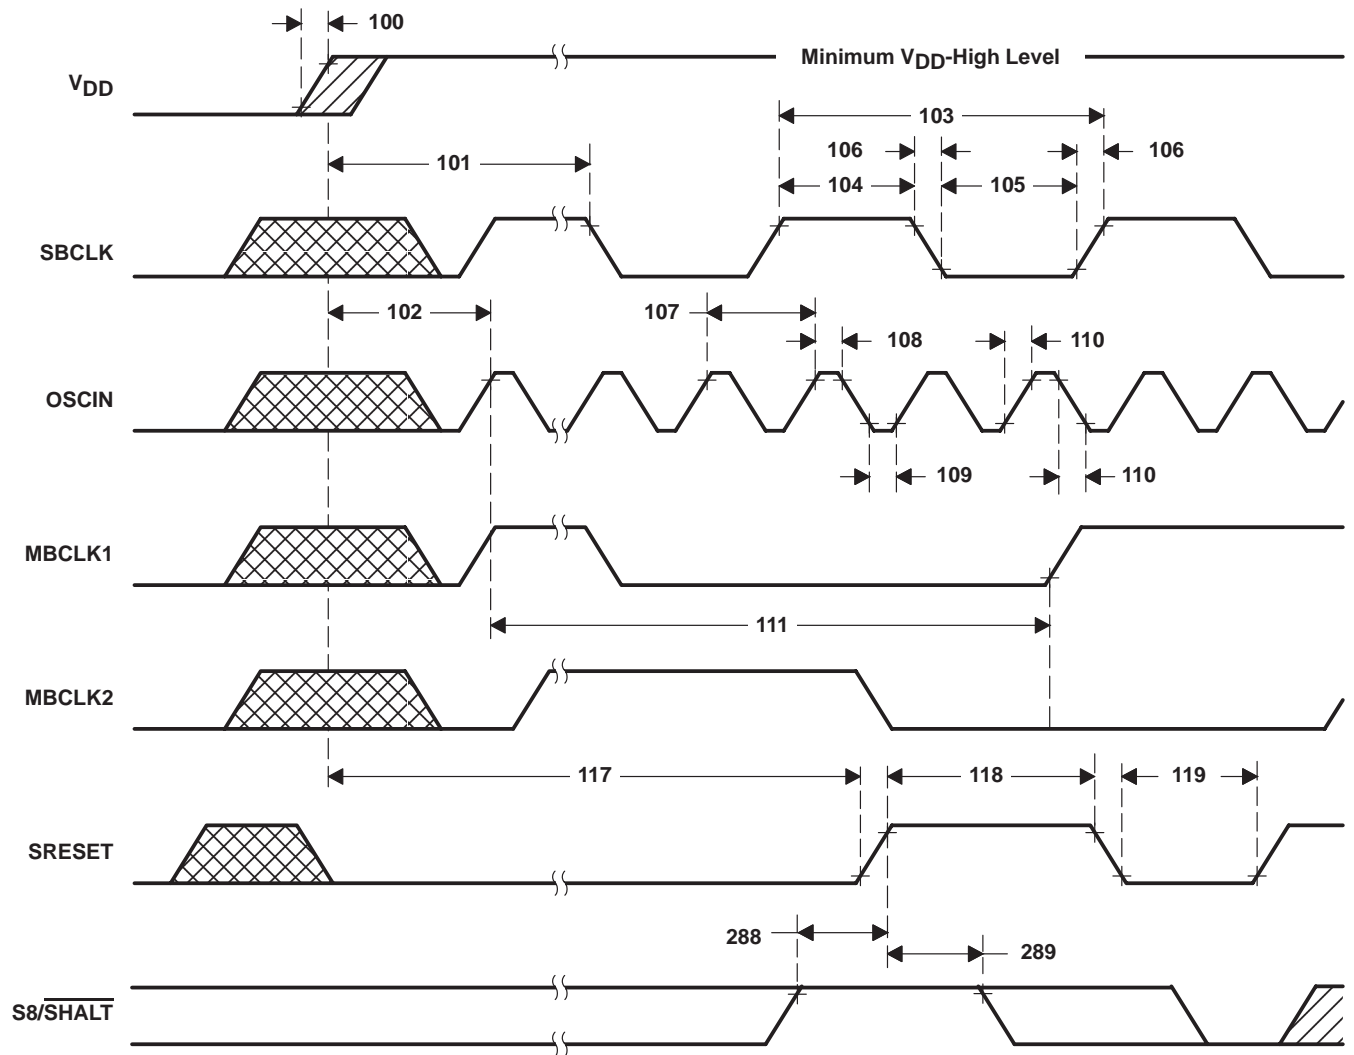 100
Minimum VDD-High Level
VDD
103
106
106
101
104
105
SBCLK
102
107
108
110
OSCIN
109
110
MBCLK1
111
MBCLK2
117
118
119
SRESET
288
289
S8/SHALT